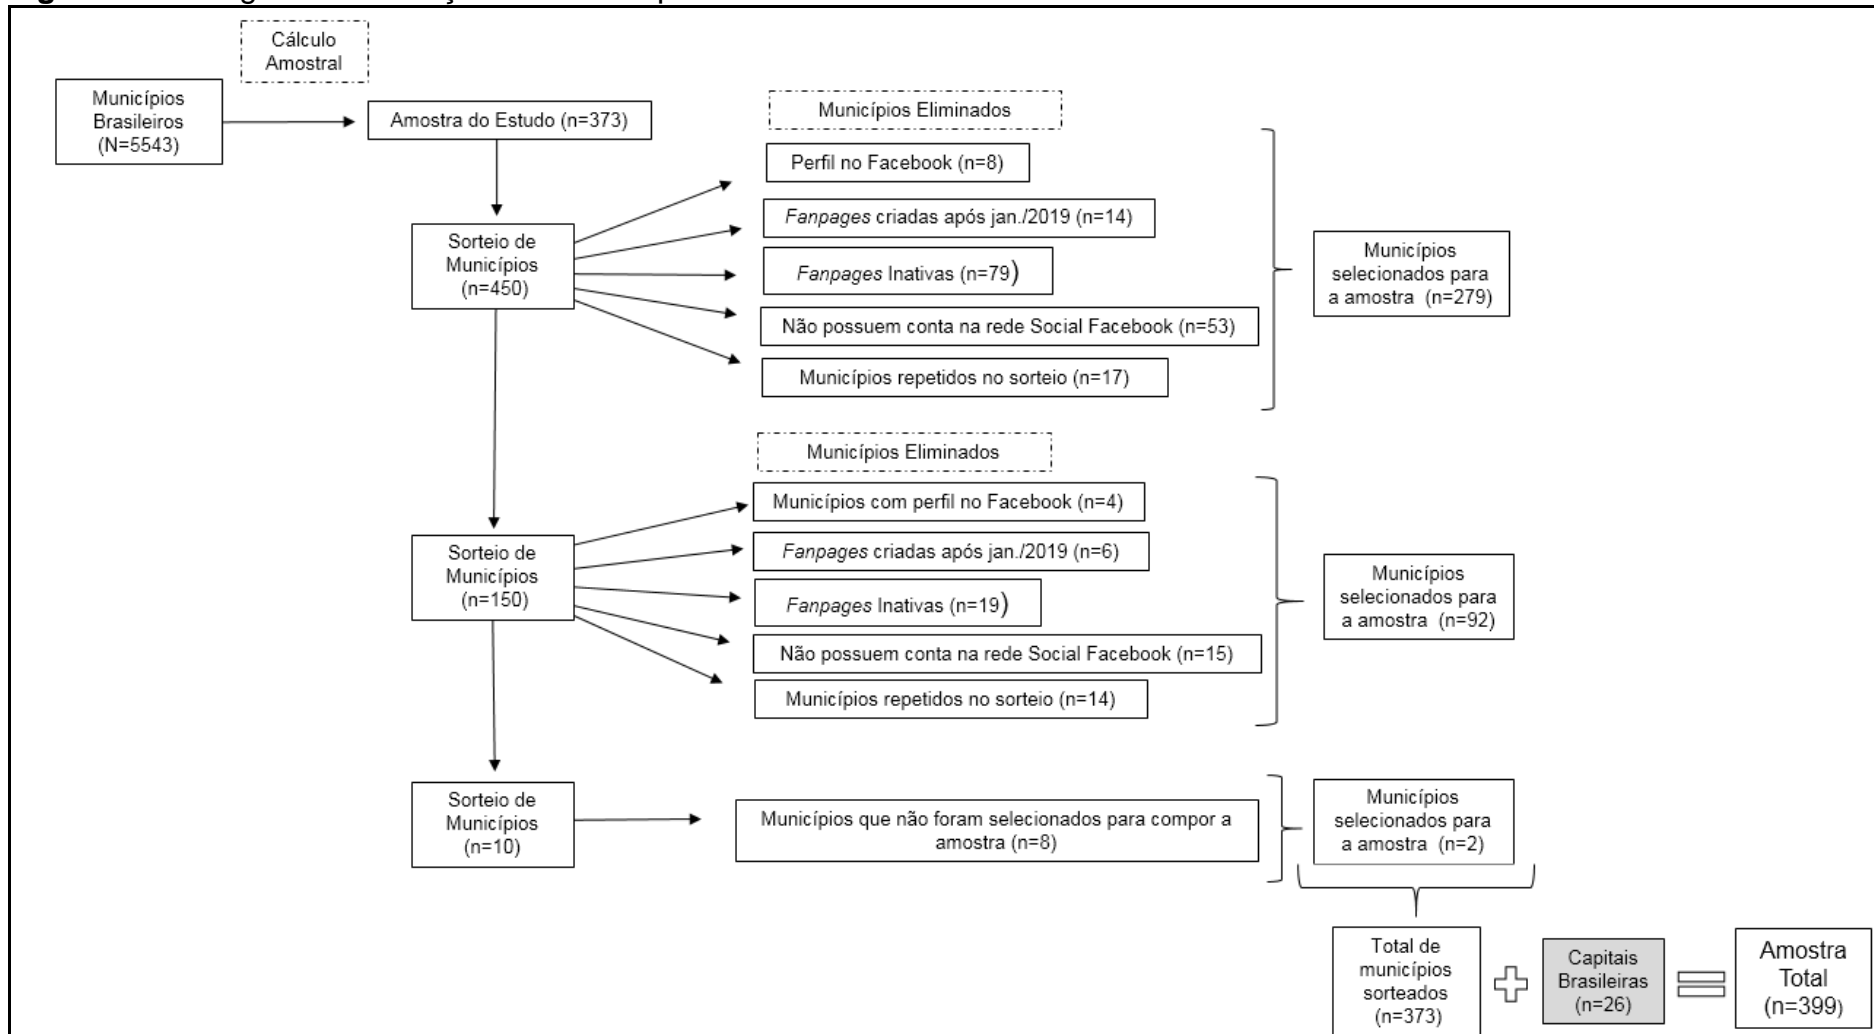 Cálculo
Amostral
Municípios
Brasileiros
(N=5543)
Amostra do Estudo (n=373)
Municípios Eliminados
Perfil no Facebook (n=8)
Fanpages criadas após jan./2019 (n=14)
Sorteio de
Municípios
(n=450)
Fanpages Inativas (n=79)
Não possuem conta na rede Social Facebook (n=53)
Municípios repetidos no sorteio (n=17)
Municípios
selecionados para
a amostra (n=279)
Municípios Eliminados
Municípios com perfil no Facebook (n=4)
Fanpages criadas após jan./2019 (n=6)
Sorteio de
Municípios
(n=150)
Fanpages Inativas (n=19)
Não possuem conta na rede Social Facebook (n=15)
Municípios repetidos no sorteio (n=14)
Municípios
selecionados para
a amostra (n=92)
Sorteio de
Municípios
(n=10)
Municípios que não foram selecionados para compor a
amostra (n=8)
Municípios
selecionados para
a amostra (n=2)
Total de
municípios
sorteados
(n=373)
Capitais
Brasileiras
(n=26)
Amostra
Total
(n=399)